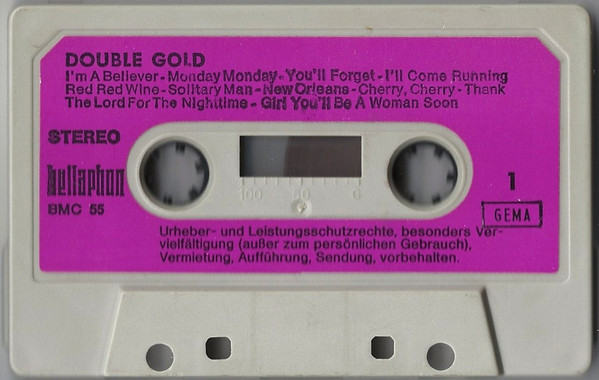 DOUBLE GOLD
I'm A Believer - Monday Monday - You'll Forget - I'll Come Running
Red Red Wine - Solitary Man - New Orleans - Cherry, Cherry - Thank
The Lord For The Nighttime - Girl You'll Be A Woman Soon
STEREO
bellaphon
BMC 55
100 50 0
1
GEMA
Urheber- und Leistungsschutzrechte, besonders Ver-
vielfältigung (außer zum persönlichen Gebrauch),
Vermietung, Aufführung, Sendung, vorbehalten.